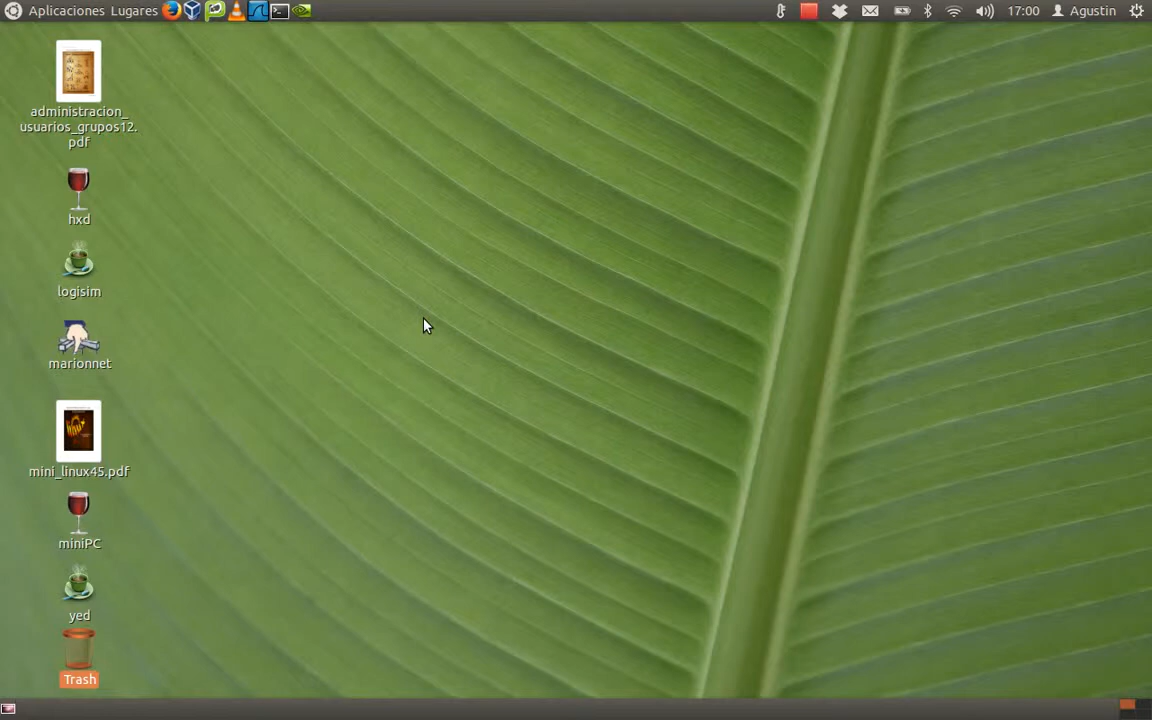 Aplicaciones Lugares 17:00 Agustin
administracion_
usuarios_grupos12.
pdf
hxd
logisim
marionnet
mini_linux45.pdf
miniPC
yed
Trash